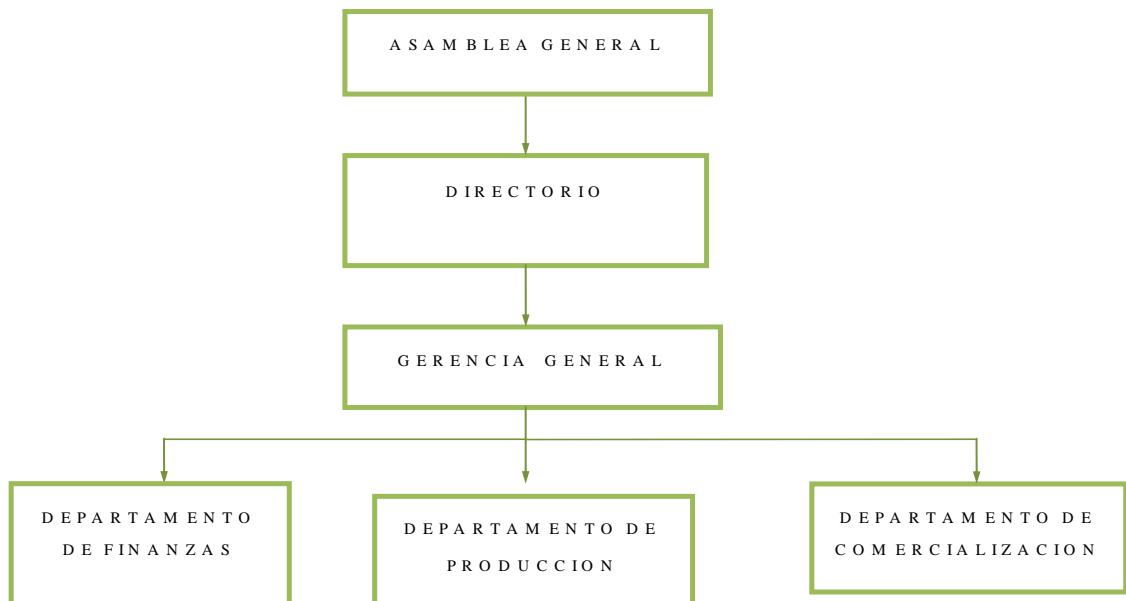 ASAMBLEA GENERAL
DIRECTORIO
GERENCIA GENERAL
DEPARTAMENTO
DE FINANZAS
DEPARTAMENTO DE
PRODUCCION
DEPARTAMENTO DE
COMERCIALIZACION